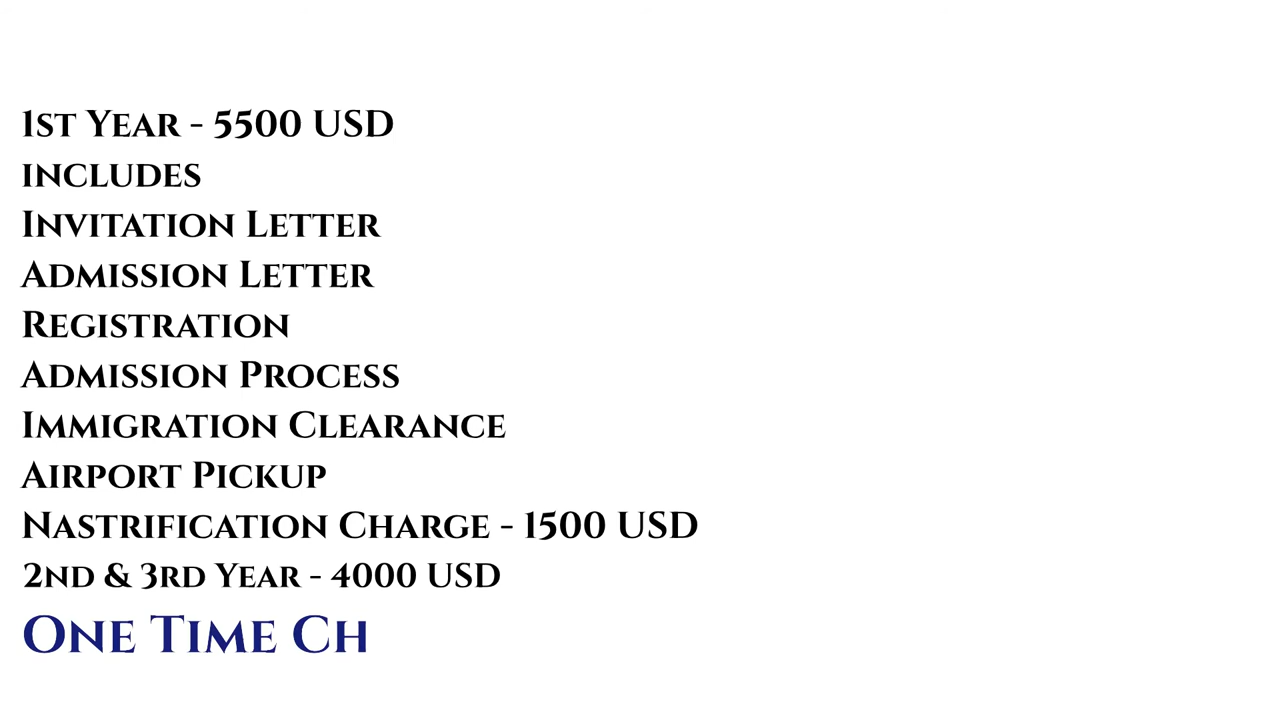 1st Year - 5500 USD
includes
Invitation Letter
Admission Letter
Registration
Admission Process
Immigration Clearance
Airport Pickup
Nastrification Charge - 1500 USD
2nd & 3rd Year - 4000 USD
One Time Ch